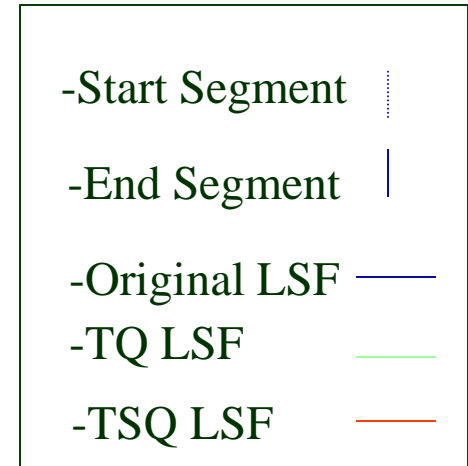 -Start Segment
-End Segment
-Original LSF
-TQ LSF
-TSQ LSF